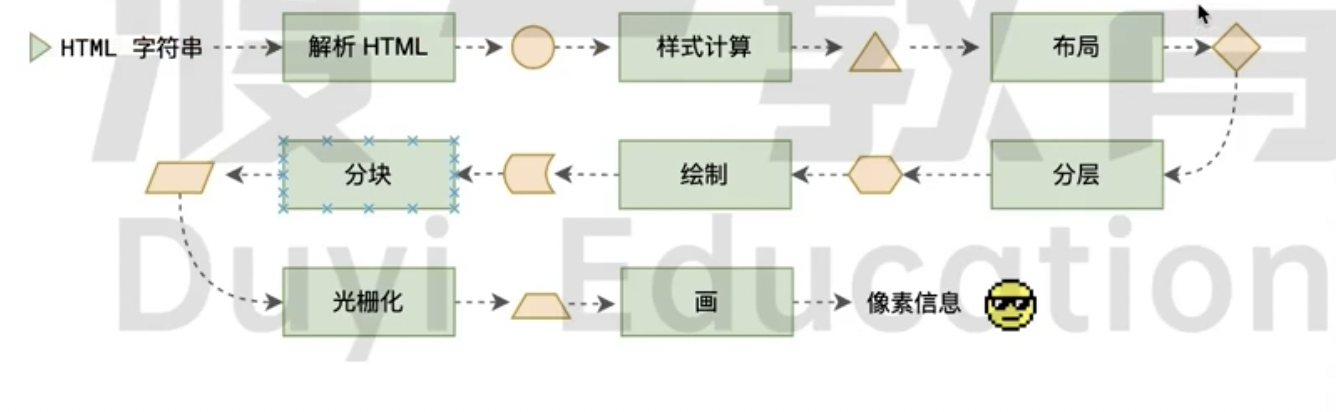 HTML 字符串
解析 HTML
样式计算
布局
分层
绘制
分块
光栅化
画
像素信息
渡一教育
Duyi Education